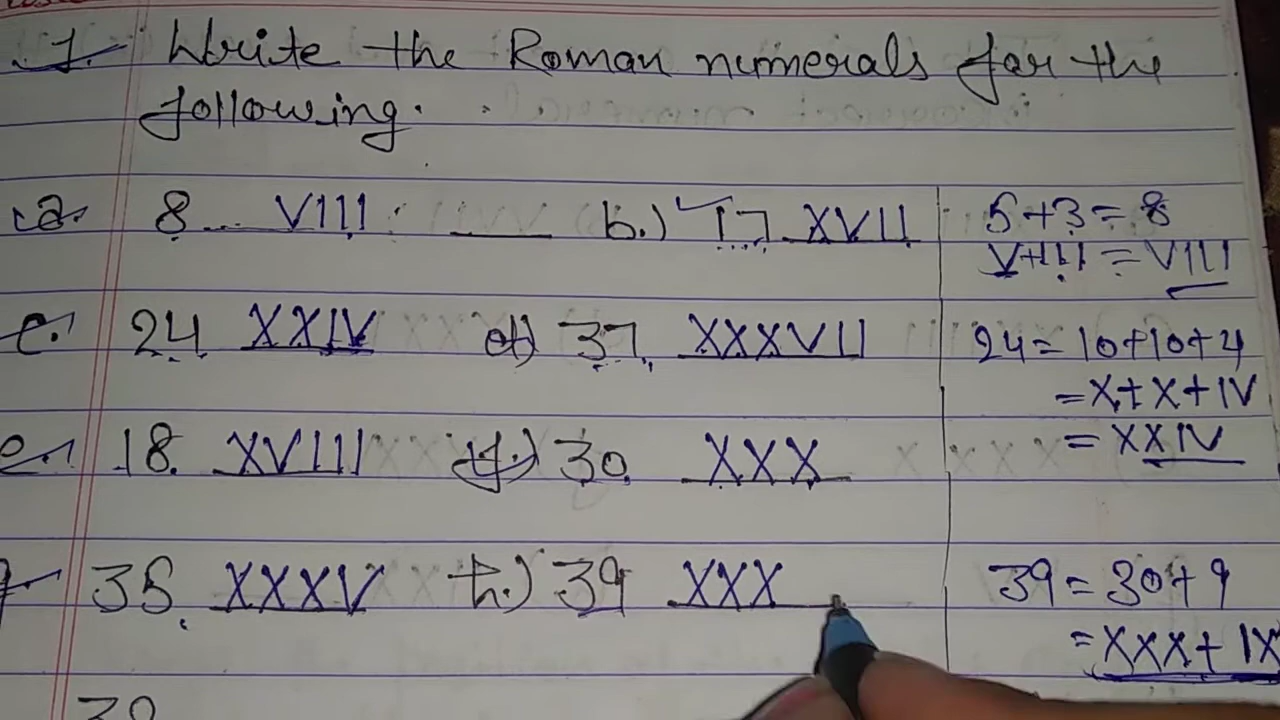 1. Write the Roman numerals for the
following.
a. 8 VIII b.) 17 XVII 5+3=8
V+III = VIII
c. 24 XXIV d) 37 XXXVII 24=10+10+4
=X+X+IV
= XXIV
e. 18 XVIII f.) 30 XXX
35 XXXV h.) 39 XXX 39=30+9
=XXX+IX